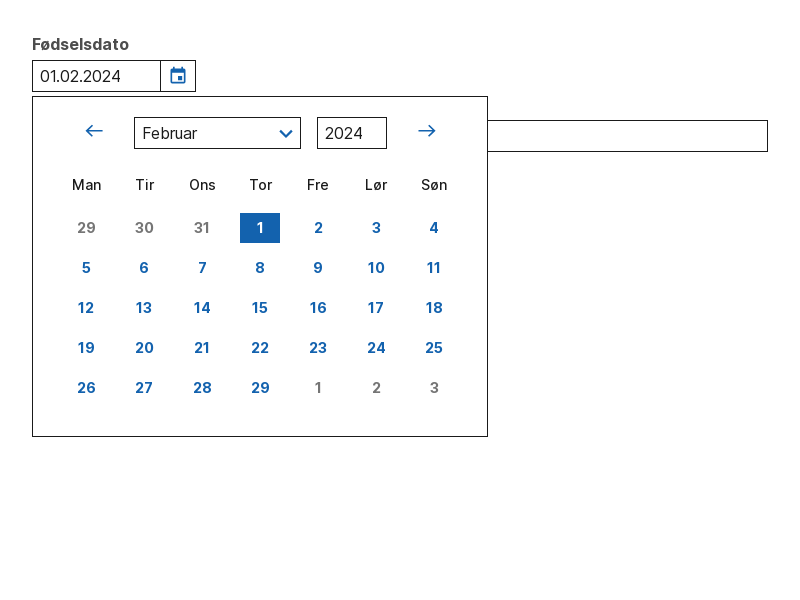 Fødselsdato
01.02.2024
Februar 2024
Man Tir Ons Tor Fre Lør Søn
29 30 31 1 2 3 4
5 6 7 8 9 10 11
12 13 14 15 16 17 18
19 20 21 22 23 24 25
26 27 28 29 1 2 3